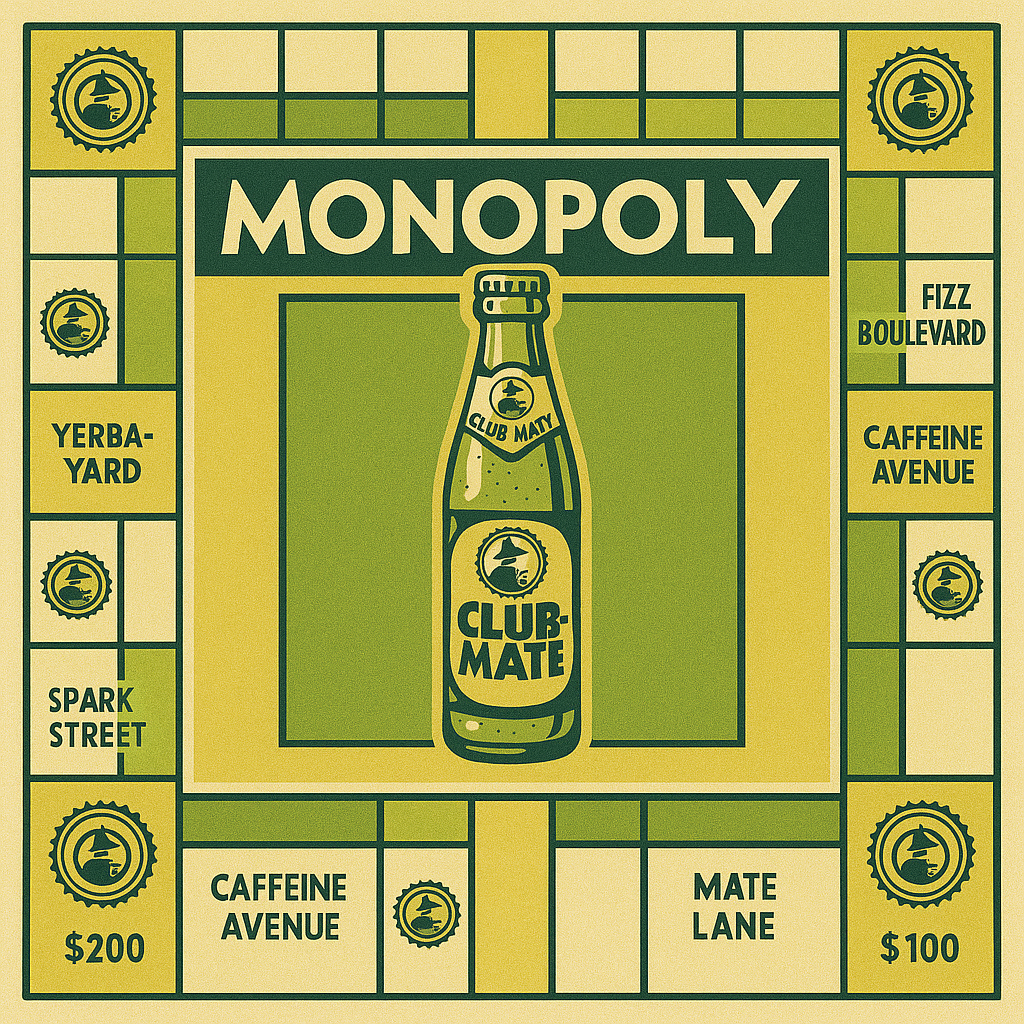 MONOPOLY
FIZZ
BOULEVARD
CLUB MATY
YERBA-
YARD
CAFFEINE
AVENUE
CLUB-
MATE
SPARK
STREET
CAFFEINE
AVENUE
MATE
LANE
$200
$100